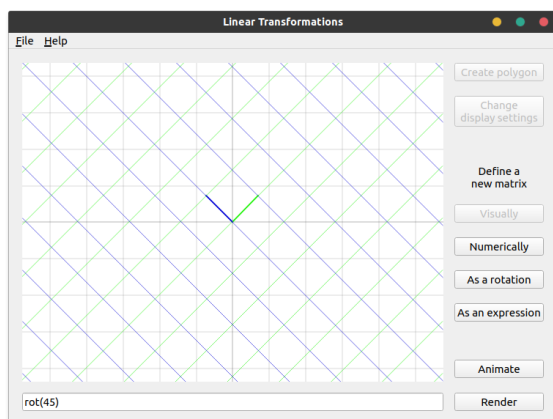 Linear Transformations
File Help
Create polygon
Change
display settings
Define a
new matrix
Visually
Numerically
As a rotation
As an expression
Animate
rot(45)
Render